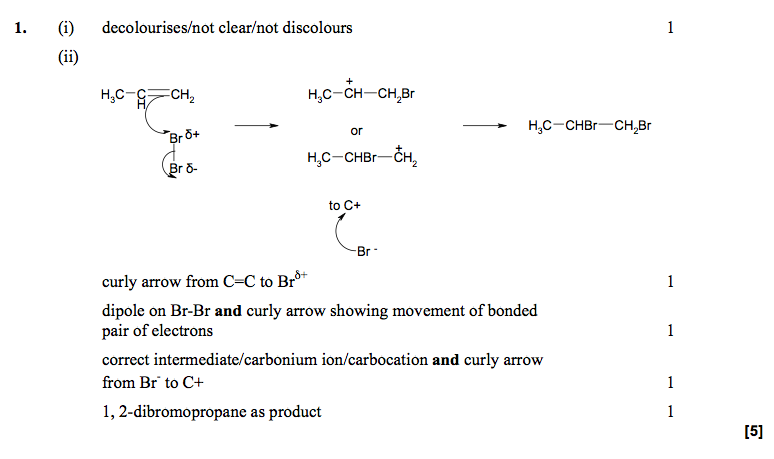 1. (i) decolourises/not clear/not discolours 1
(ii)
H₃C–C=CH₂
H
Br δ+
Br δ-
H₃C–CH–CH₂Br
+
or
H₃C–CHBr–CH₂
+
H₃C–CHBr–CH₂Br
to C+
Br -
curly arrow from C=C to Brδ+ 1
dipole on Br-Br and curly arrow showing movement of bonded
pair of electrons 1
correct intermediate/carbonium ion/carbocation and curly arrow
from Br⁻ to C+ 1
1, 2-dibromopropane as product 1
[5]